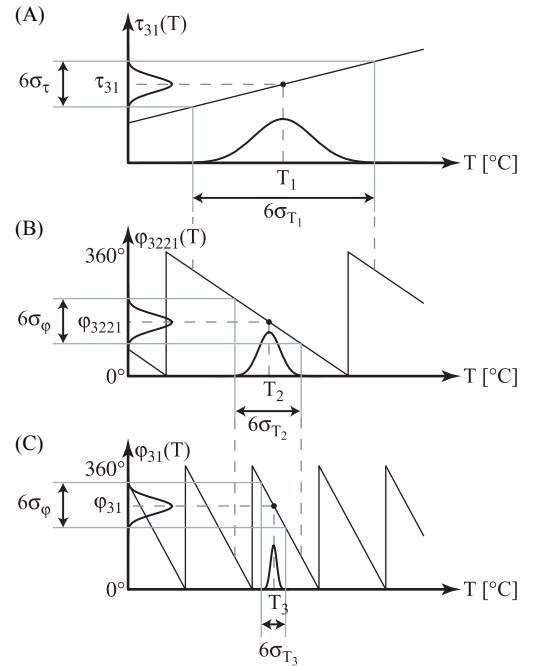 (A)
τ₃₁(T)
6στ
τ₃₁
T₁
T [°C]
6σT₁
(B)
φ₃₂₂₁(T)
360°
6σφ
φ₃₂₂₁
0°
T₂
T [°C]
6σT₂
(C)
φ₃₁(T)
360°
6σφ
φ₃₁
0°
T₃
T [°C]
6σT₃